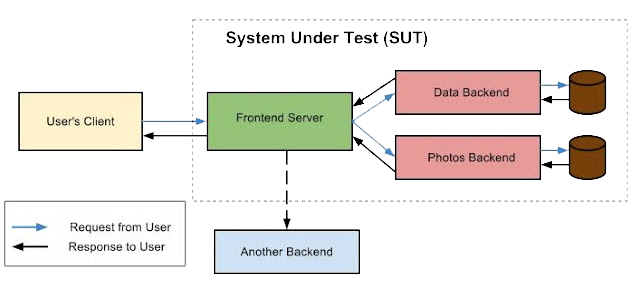 System Under Test (SUT)
User's Client
Frontend Server
Data Backend
Photos Backend
Another Backend
Request from User
Response to User